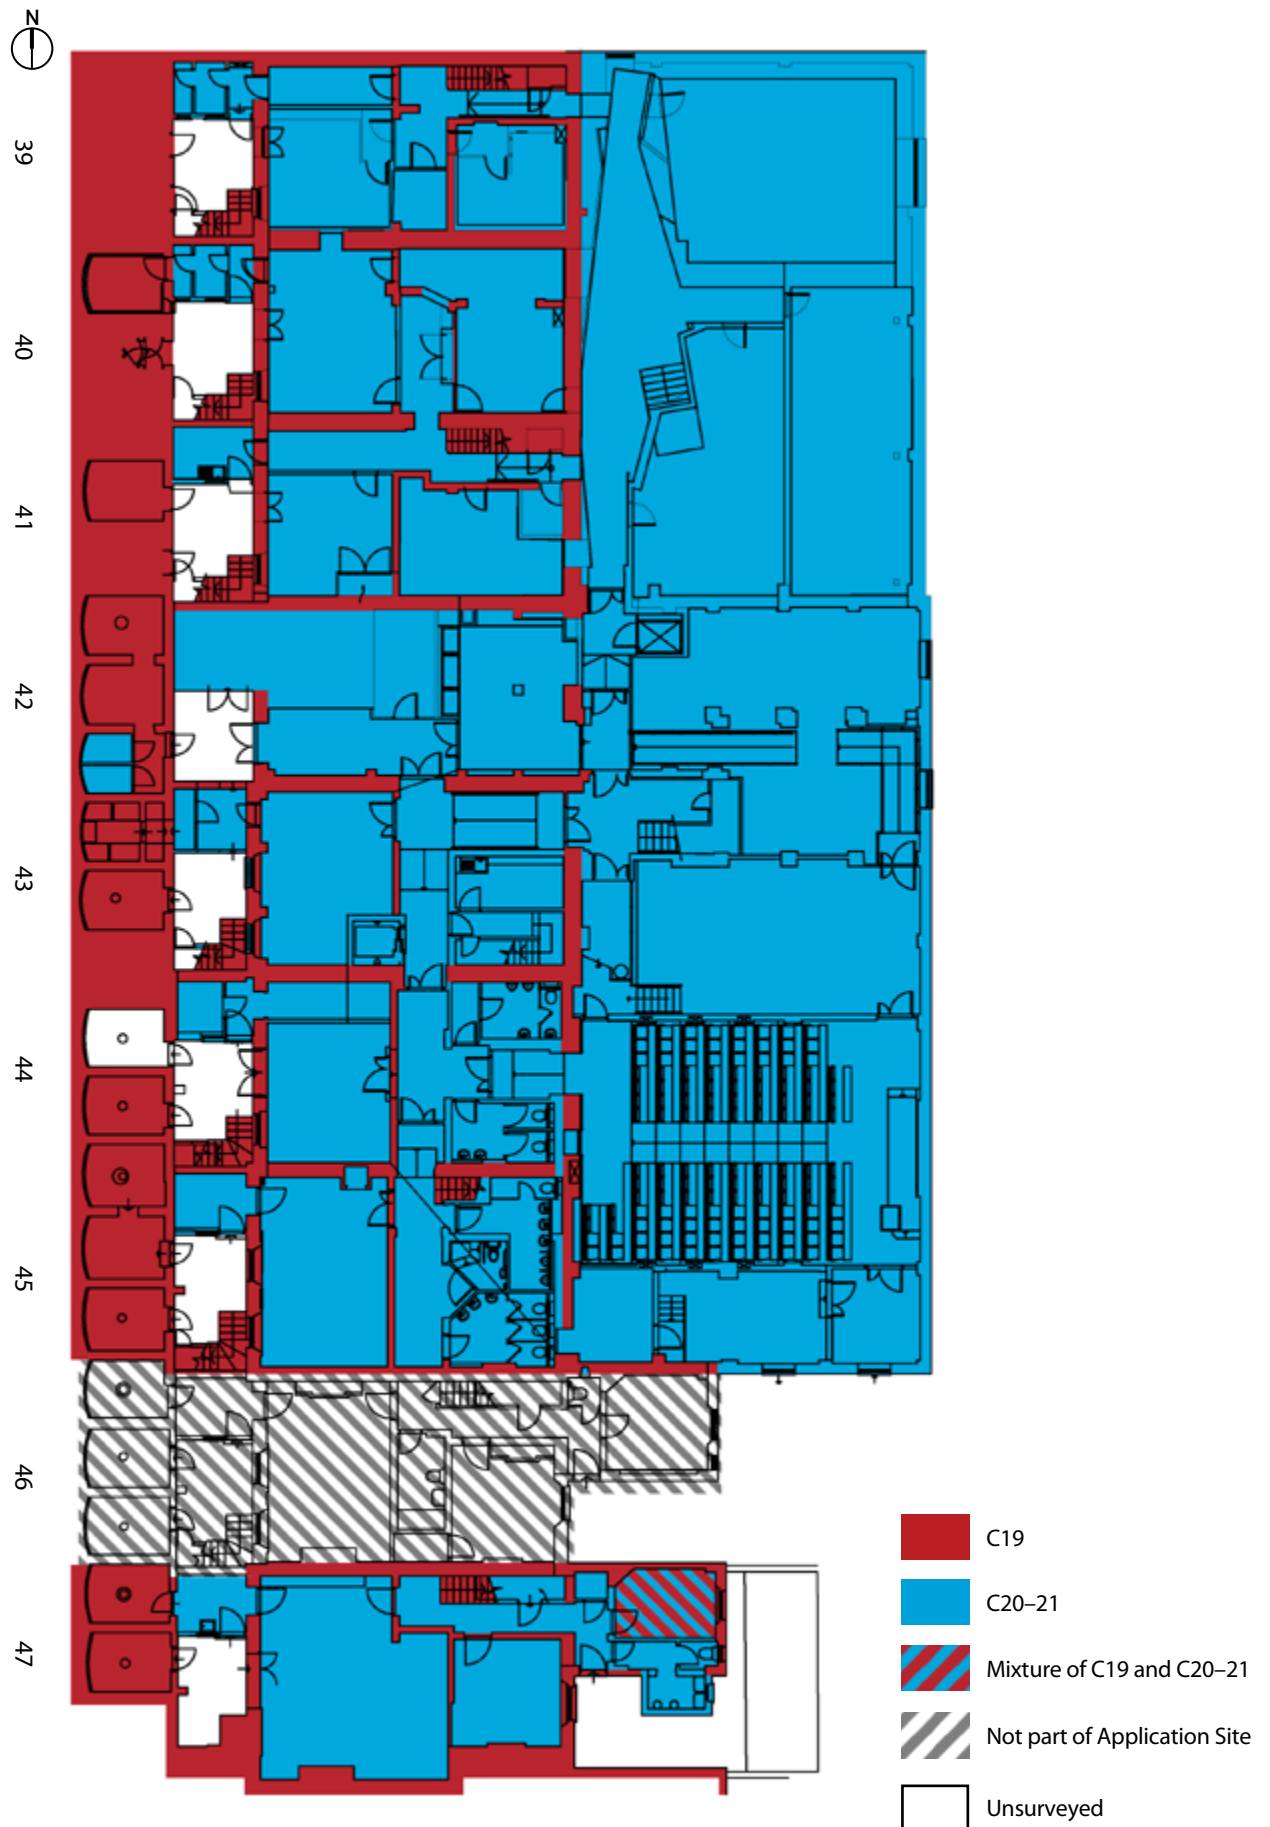 N
39
40
41
42
43
44
45
46
47
C19
C20–21
Mixture of C19 and C20–21
Not part of Application Site
Unsurveyed